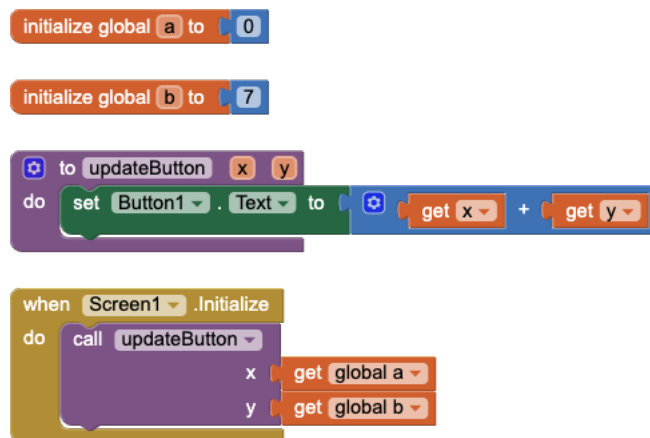 initialize global a to 0
initialize global b to 7
to updateButton x y
do set Button1 . Text to get x + get y
when Screen1 .Initialize
do call updateButton
x get global a
y get global b